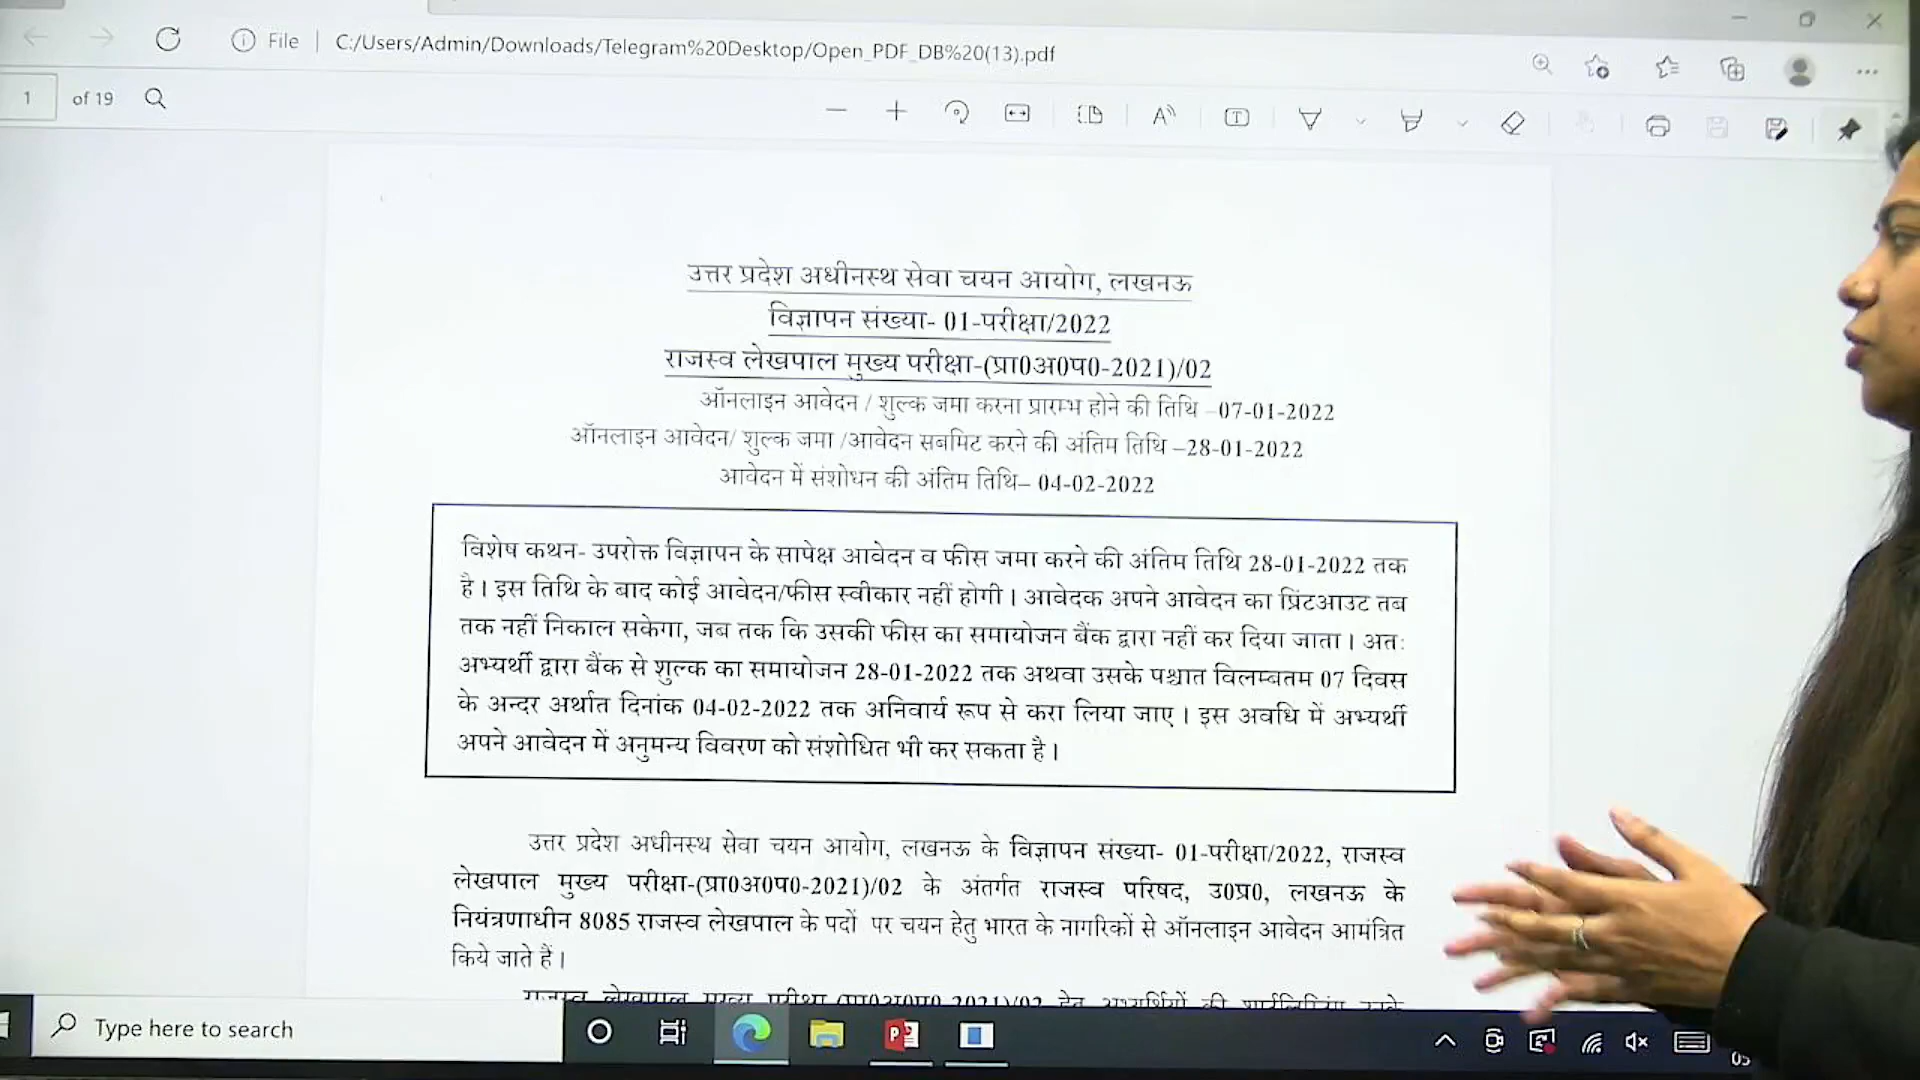 File
C:/Users/Admin/Downloads/Telegram%20Desktop/Open_PDF_DB%20(13).pdf
1 of 19
उत्तर प्रदेश अधीनस्थ सेवा चयन आयोग, लखनऊ
विज्ञापन संख्या- 01-परीक्षा/2022
राजस्व लेखपाल मुख्य परीक्षा-(प्रा0अ0प0-2021)/02
ऑनलाइन आवेदन / शुल्क जमा करना प्रारम्भ होने की तिथि –07-01-2022
ऑनलाइन आवेदन/ शुल्क जमा /आवेदन सबमिट करने की अंतिम तिथि –28-01-2022
आवेदन में संशोधन की अंतिम तिथि– 04-02-2022
विशेष कथन- उपरोक्त विज्ञापन के सापेक्ष आवेदन व फीस जमा करने की अंतिम तिथि 28-01-2022 तक
है। इस तिथि के बाद कोई आवेदन/फीस स्वीकार नहीं होगी। आवेदक अपने आवेदन का प्रिंटआउट तब
तक नहीं निकाल सकेगा, जब तक कि उसकी फीस का समायोजन बैंक द्वारा नहीं कर दिया जाता। अतः
अभ्यर्थी द्वारा बैंक से शुल्क का समायोजन 28-01-2022 तक अथवा उसके पश्चात विलम्बतम 07 दिवस
के अन्दर अर्थात दिनांक 04-02-2022 तक अनिवार्य रूप से करा लिया जाए। इस अवधि में अभ्यर्थी
अपने आवेदन में अनुमन्य विवरण को संशोधित भी कर सकता है।
उत्तर प्रदेश अधीनस्थ सेवा चयन आयोग, लखनऊ के विज्ञापन संख्या- 01-परीक्षा/2022, राजस्व
लेखपाल मुख्य परीक्षा-(प्रा0अ0प0-2021)/02 के अंतर्गत राजस्व परिषद, उ0प्र0, लखनऊ के
नियंत्रणाधीन 8085 राजस्व लेखपाल के पदों पर चयन हेतु भारत के नागरिकों से ऑनलाइन आवेदन आमंत्रित
किये जाते हैं।
राजस्व लेखपाल मुख्य परीक्षा (प्रा0अ0प0 2021)/02 हेतु अभ्यर्थियों की
Type here to search